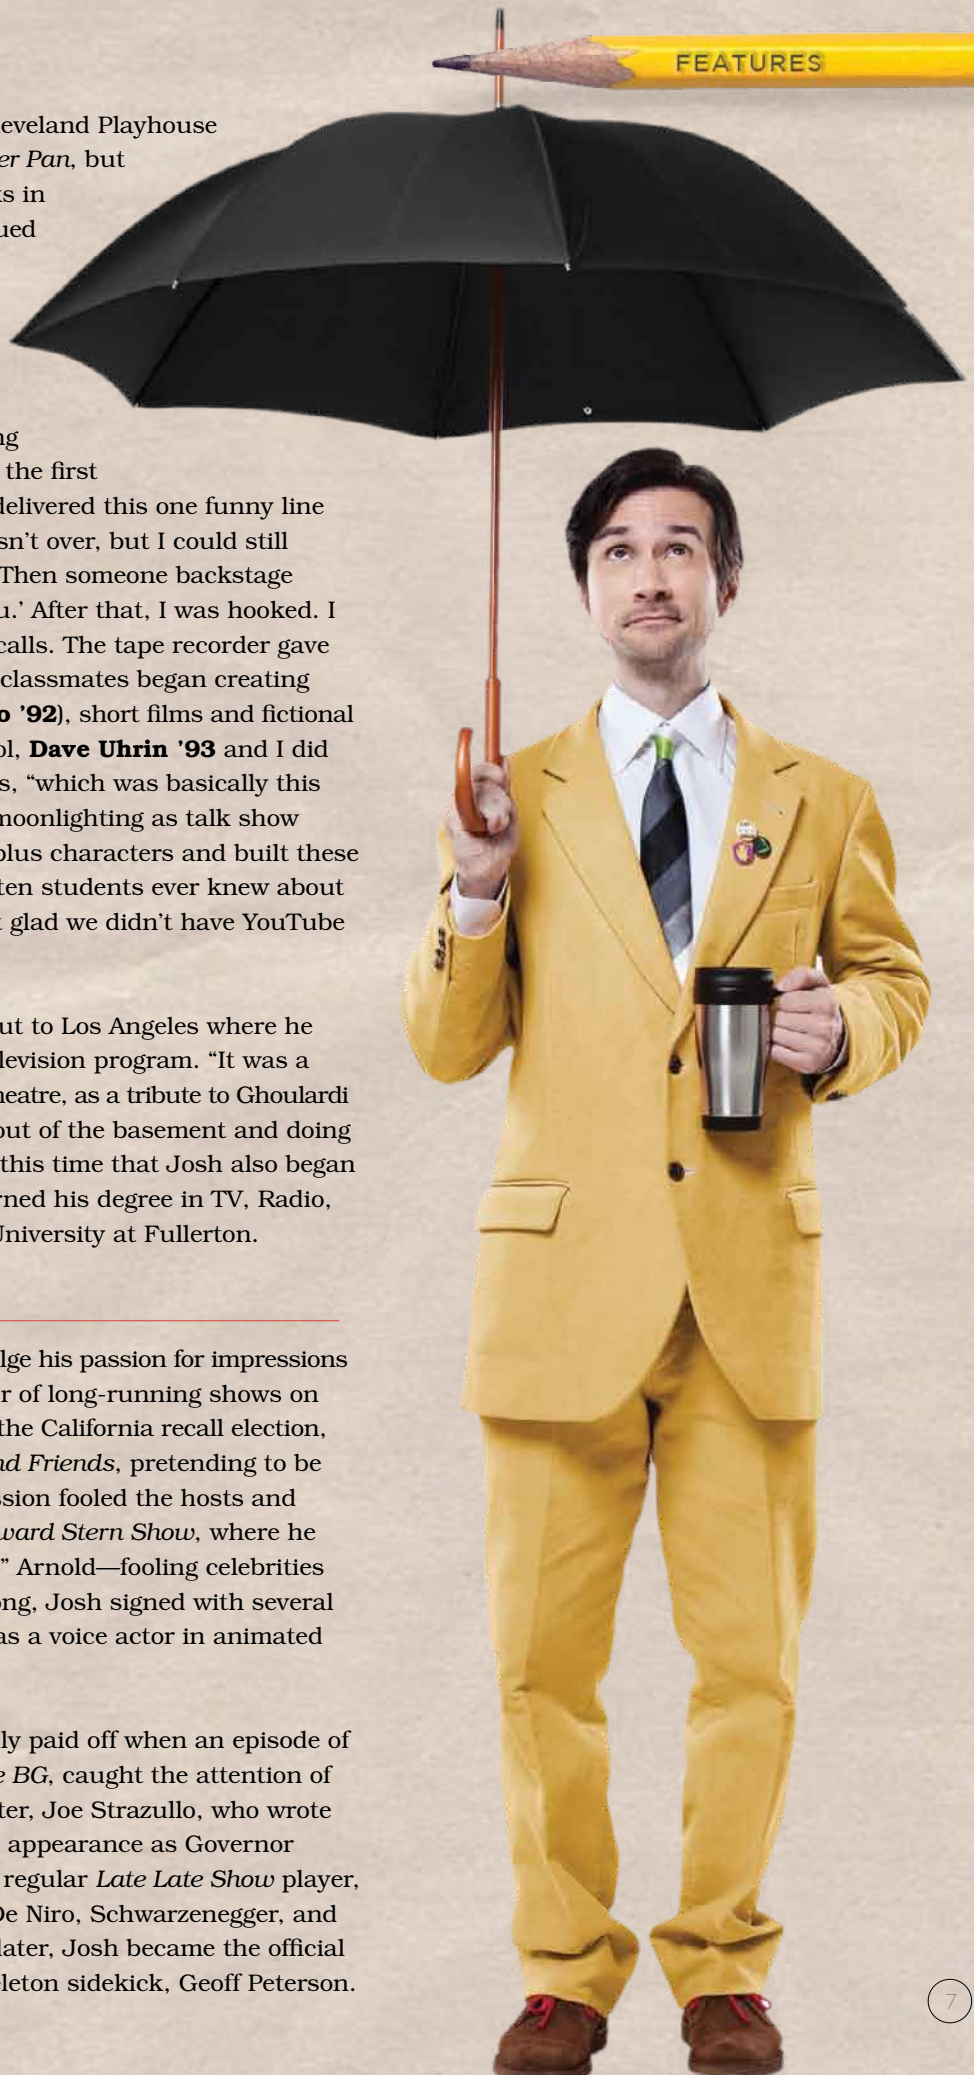 FEATURES
eveland Playhouse
er Pan, but
ks in
ued
ng
the first
delivered this one funny line
sn't over, but I could still
Then someone backstage
u.' After that, I was hooked. I
calls. The tape recorder gave
classmates began creating
o '92), short films and fictional
ol, Dave Uhrin '93 and I did
s, “which was basically this
moonlighting as talk show
plus characters and built these
ten students ever knew about
t glad we didn't have YouTube
out to Los Angeles where he
levision program. “It was a
heatre, as a tribute to Ghoulardi
out of the basement and doing
this time that Josh also began
rned his degree in TV, Radio,
University at Fullerton.
lge his passion for impressions
r of long-running shows on
the California recall election,
nd Friends, pretending to be
ssion fooled the hosts and
ward Stern Show, where he
” Arnold—fooling celebrities
ong, Josh signed with several
as a voice actor in animated
ly paid off when an episode of
e BG, caught the attention of
ter, Joe Strazullo, who wrote
appearance as Governor
regular Late Late Show player,
De Niro, Schwarzenegger, and
later, Josh became the official
eleton sidekick, Geoff Peterson.
7